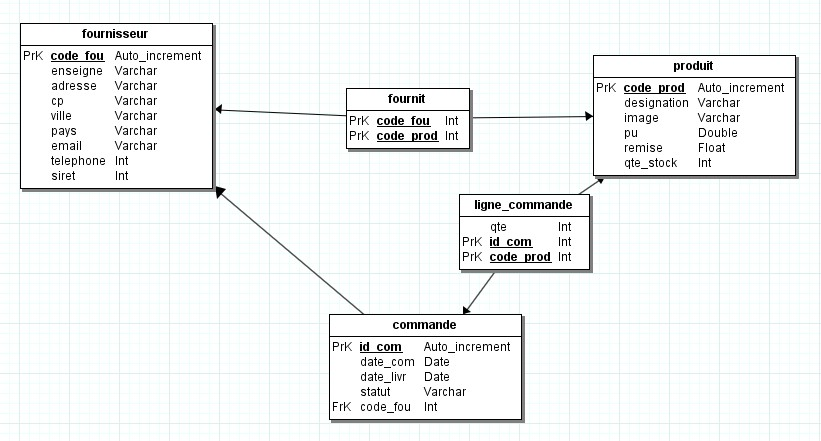 fournisseur
PrK code_fou Auto_increment
enseigne Varchar
adresse Varchar
cp Varchar
ville Varchar
pays Varchar
email Varchar
telephone Int
siret Int
fournit
PrK code_fou Int
PrK code_prod Int
produit
PrK code_prod Auto_increment
designation Varchar
image Varchar
pu Double
remise Float
qte_stock Int
ligne_commande
qte Int
PrK id_com Int
PrK code_prod Int
commande
PrK id_com Auto_increment
date_com Date
date_livr Date
statut Varchar
FrK code_fou Int